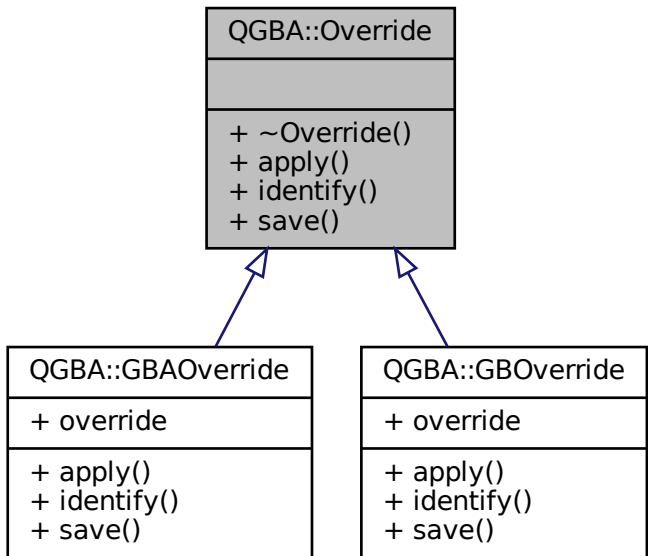 QGBA::Override
+ ~Override()
+ apply()
+ identify()
+ save()
QGBA::GBAOverride
+ override
+ apply()
+ identify()
+ save()
QGBA::GBOverride
+ override
+ apply()
+ identify()
+ save()